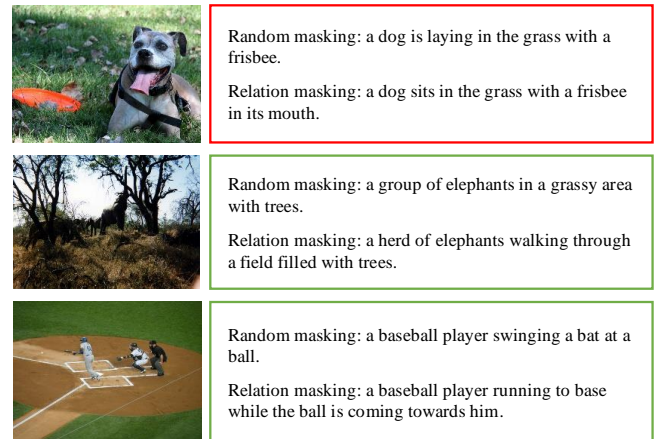 Random masking: a dog is laying in the grass with a
frisbee.
Relation masking: a dog sits in the grass with a frisbee
in its mouth.
Random masking: a group of elephants in a grassy area
with trees.
Relation masking: a herd of elephants walking through
a field filled with trees.
Random masking: a baseball player swinging a bat at a
ball.
Relation masking: a baseball player running to base
while the ball is coming towards him.